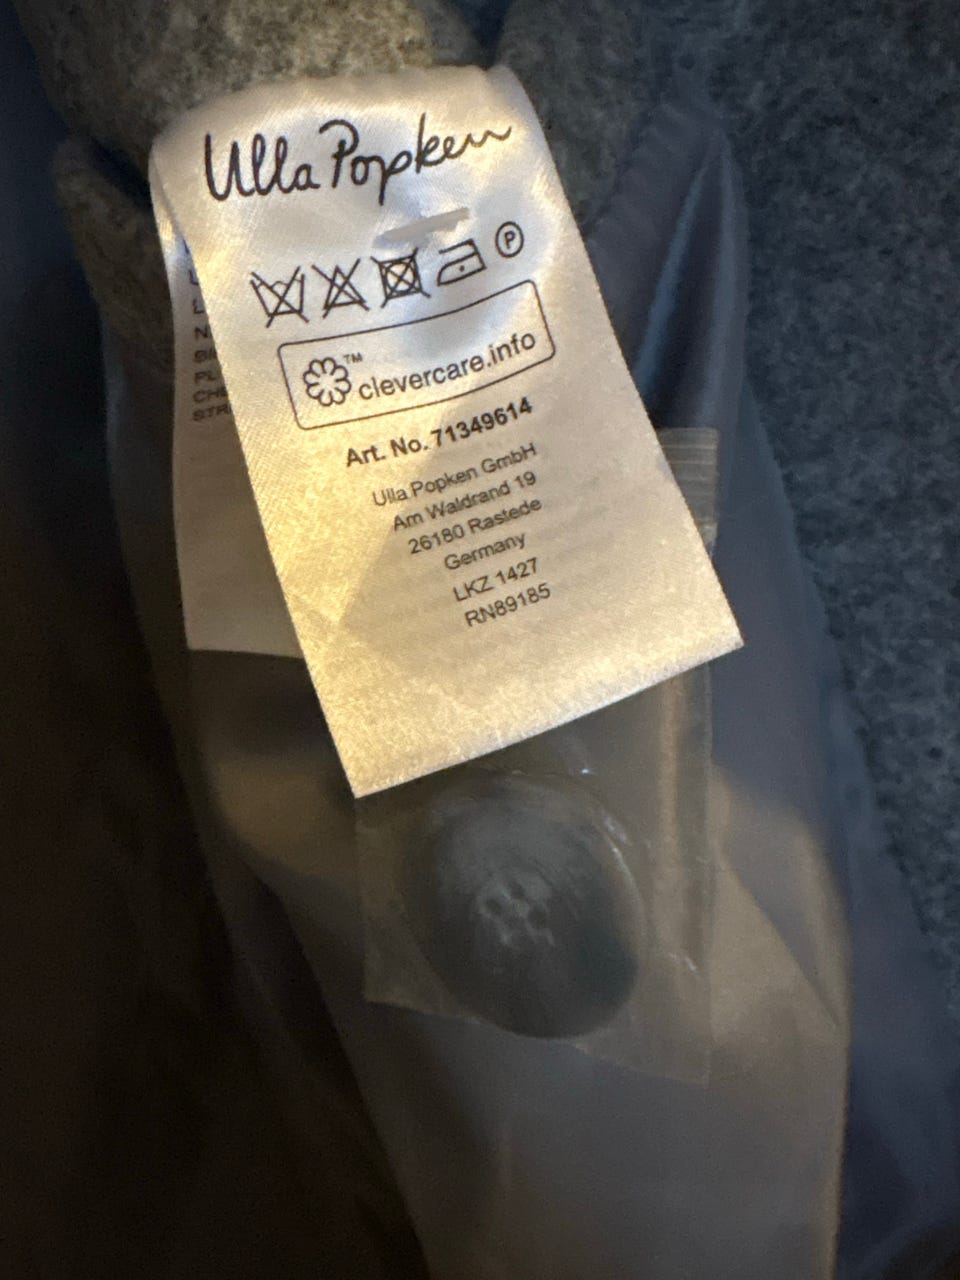 Ulla Popken
P
™
clevercare.info
Art. No. 71349614
Ulla Popken GmbH
Am Waldrand 19
26180 Rastede
Germany
LKZ 1427
RN89185